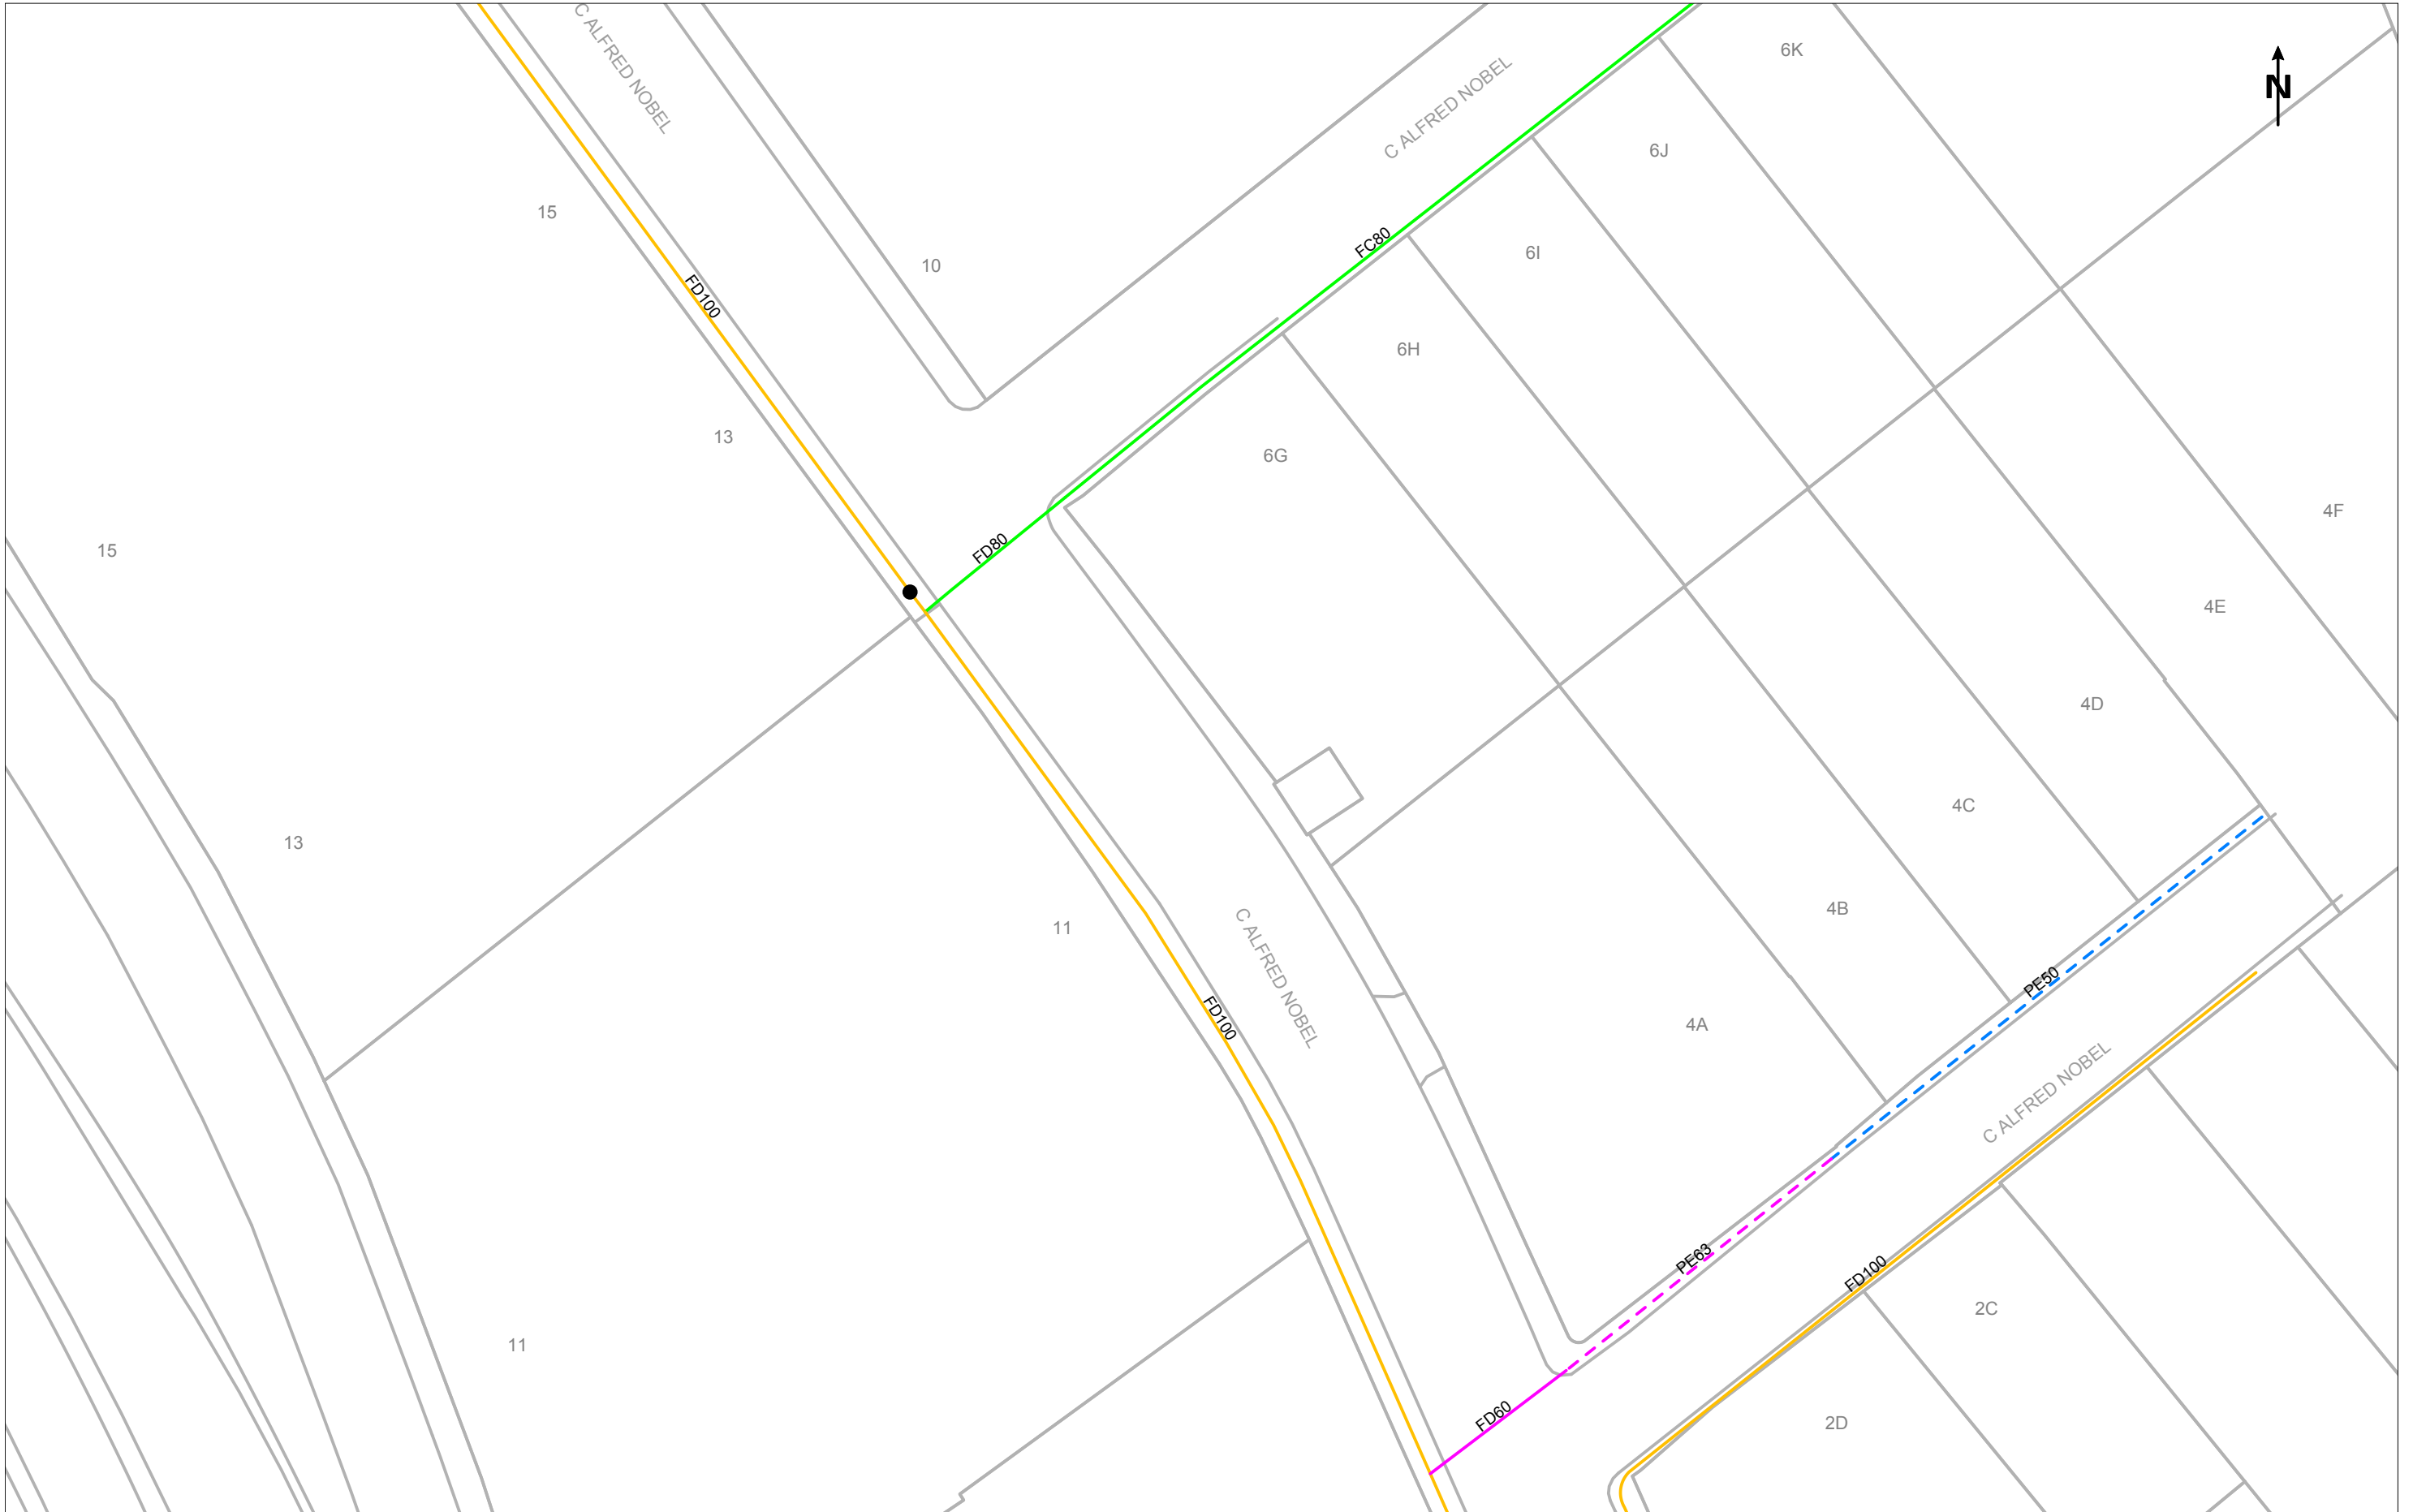 C ALFRED NOBEL
6K
N
C ALFRED NOBEL
6J
15
FC80
6I
10
FD100
6H
13
6G
4F
FD80
15
4E
4D
4C
13
4B
11
C ALFRED NOBEL
PE50
FD100
4A
C ALFRED NOBEL
PE63
FD100
2C
11
FD60
2D